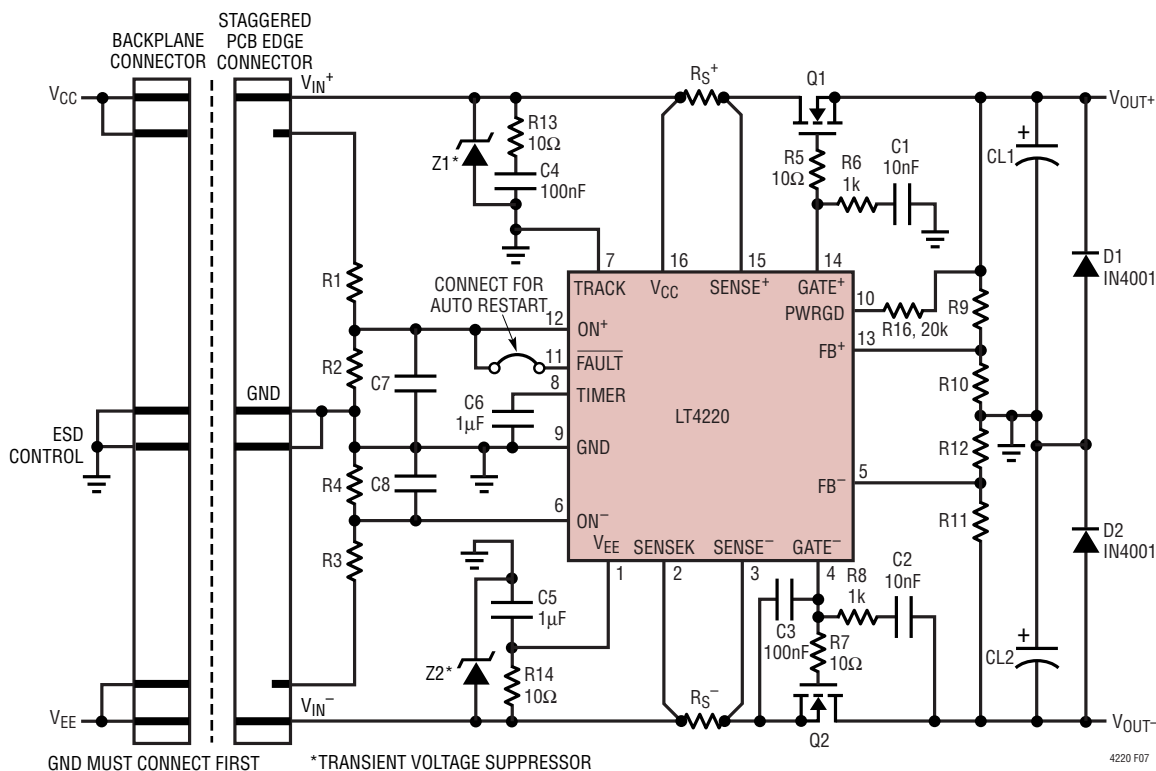 BACKPLANE
CONNECTOR
STAGGERED
PCB EDGE
CONNECTOR
VCC
VIN+
RS+
Q1
VOUT+
Z1*
R13
10Ω
C4
100nF
R5
10Ω
R6
1k
C1
10nF
D1
IN4001
R1
CONNECT FOR
AUTO RESTART
7
16
15
14
TRACK
VCC
SENSE+
GATE+
10
PWRGD
R16, 20k
R9
12
ON+
13
FB+
11
FAULT
R2
C7
8
TIMER
R10
GND
C6
1µF
LT4220
ESD
CONTROL
9
GND
R12
R4
C8
5
FB–
6
ON–
R11
D2
IN4001
R3
VEE
SENSEK
SENSE–
GATE–
1
2
3
4
C5
1µF
R8
1k
C2
10nF
C3
100nF
R7
10Ω
CL1
+
CL2
+
Z2*
R14
10Ω
VEE
VIN–
RS–
Q2
VOUT–
GND MUST CONNECT FIRST
*TRANSIENT VOLTAGE SUPPRESSOR
4220 F07